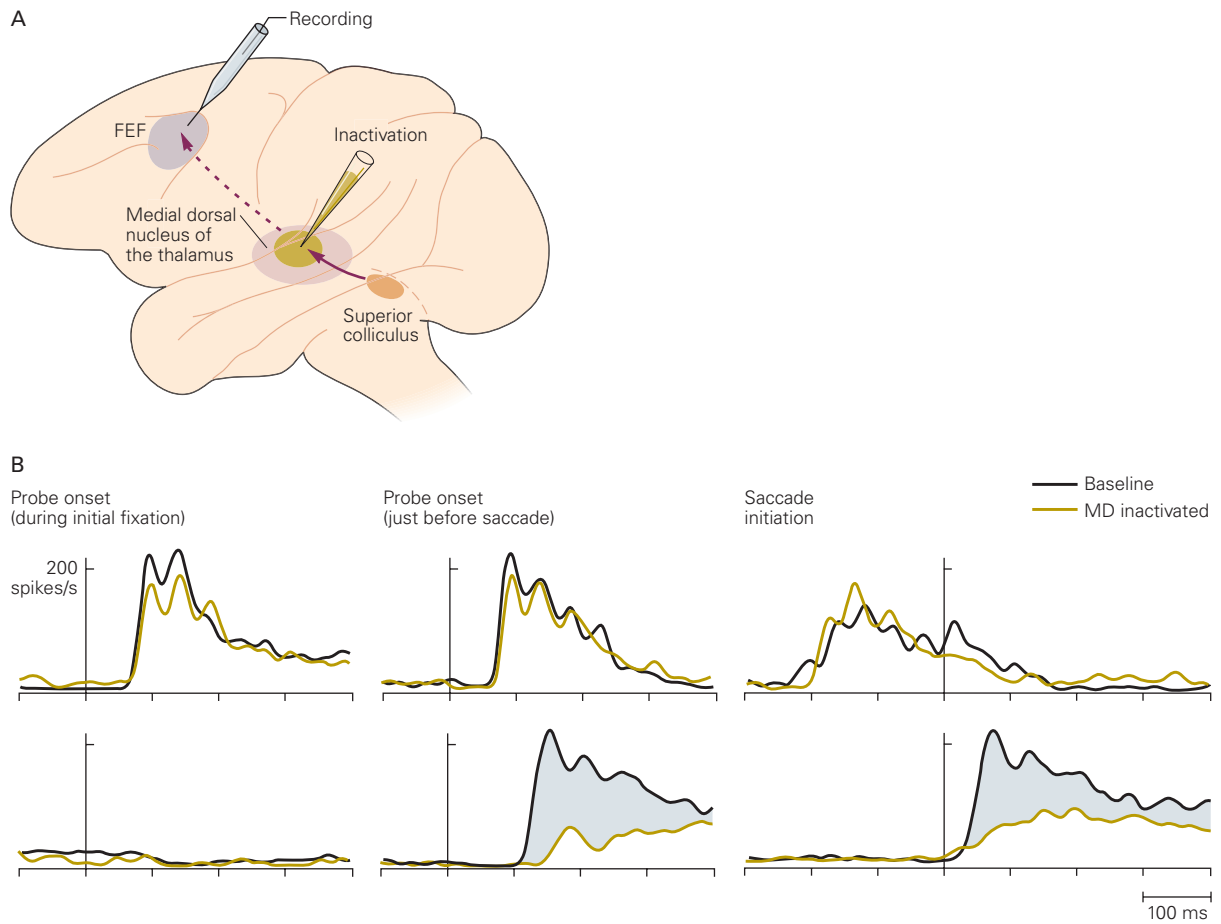 A
Recording
FEF
Inactivation
Medial dorsal
nucleus of
the thalamus
Superior
colliculus
B
Probe onset
(during initial fixation)
Probe onset
(just before saccade)
Saccade
initiation
Baseline
MD inactivated
200
spikes/s
100 ms